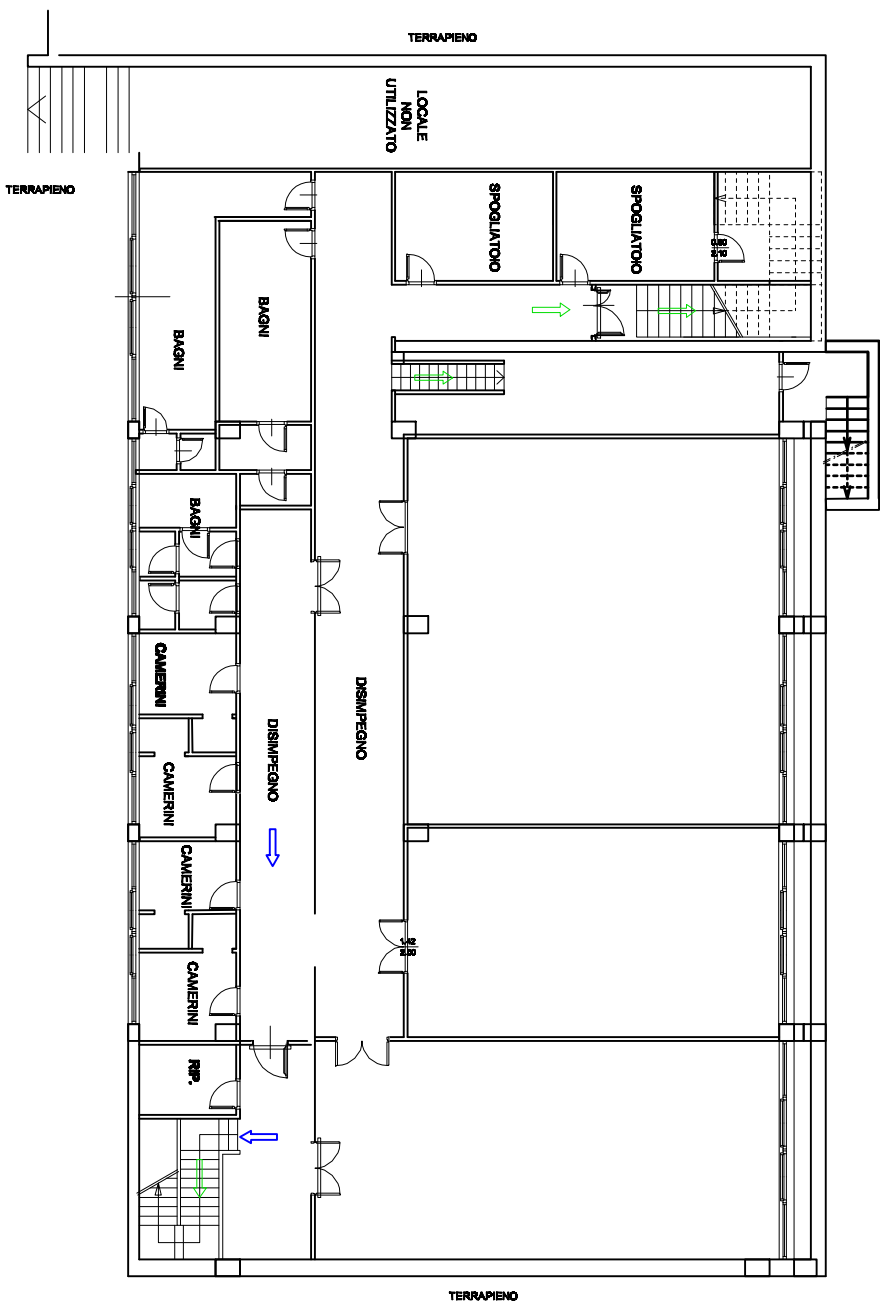 TERRAPIENO
LOCALE
NON
UTILIZZATO
TERRAPIENO
SPOGLIATOIO
SPOGLIATOIO
BAGNI
BAGNI
BAGNI
CAMERINI
DISIMPEGNO
DISIMPEGNO
CAMERINI
CAMERINI
CAMERINI
RIP.
TERRAPIENO